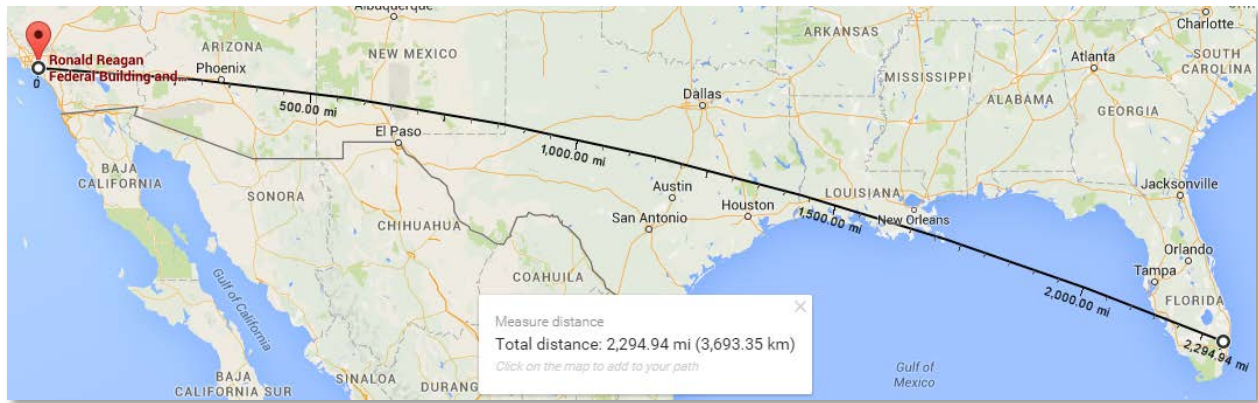 Albuquerque
ARKANSAS
Charlotte
ARIZONA
NEW MEXICO
Atlanta
SOUTH
CAROLINA
Ronald Reagan
Federal Building and...
Phoenix
0
500.00 mi
Dallas
MISSISSIPPI
ALABAMA
GEORGIA
El Paso
1,000.00 mi
BAJA
CALIFORNIA
SONORA
CHIHUAHUA
Austin
San Antonio
Houston
LOUISIANA
1,500.00 mi
New Orleans
Jacksonville
Gulf of California
COAHUILA
Orlando
Tampa
FLORIDA
2,000.00 mi
2,294.94 mi
Measure distance
Total distance: 2,294.94 mi (3,693.35 km)
Click on the map to add to your path
Gulf of
Mexico
BAJA
CALIFORNIA SUR
SINALOA
DURANG